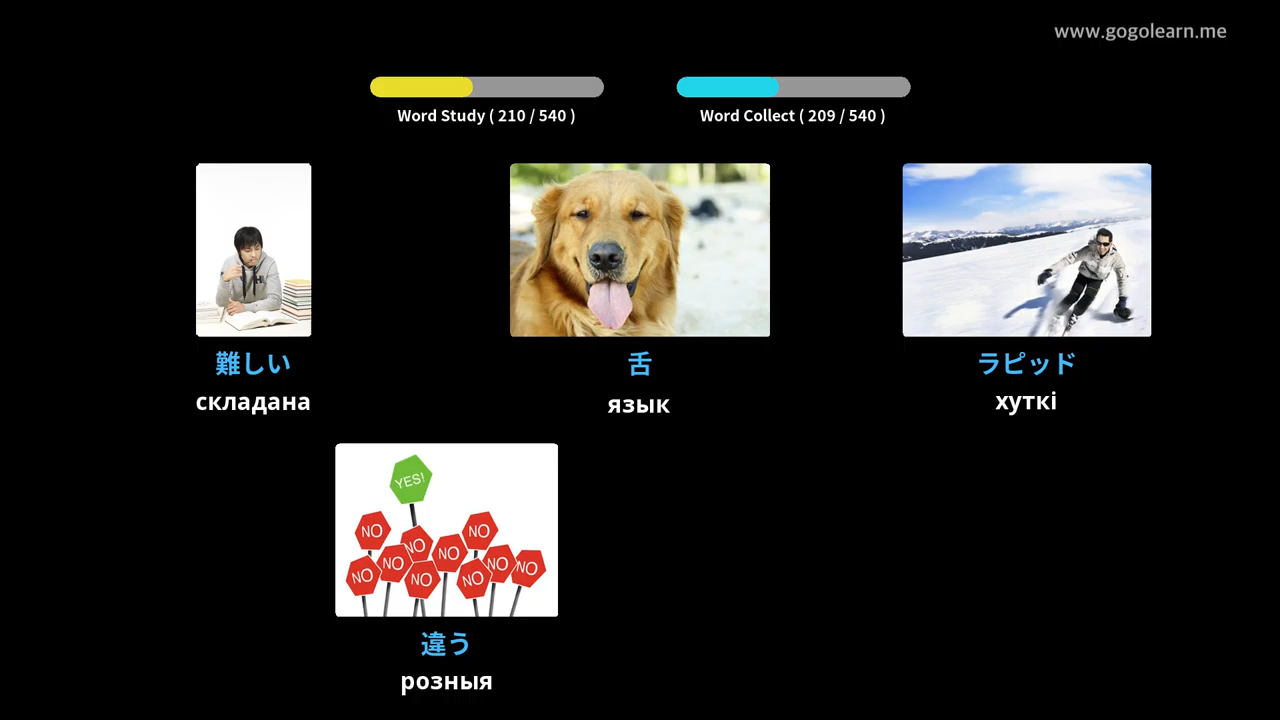 www.gogolearn.me
Word Study ( 210 / 540 )
Word Collect ( 209 / 540 )
難しい
складана
舌
язык
ラピッド
хуткі
YES!
NO
NO
NO
NO
NO
NO
NO
NO
NO
NO
違う
розныя